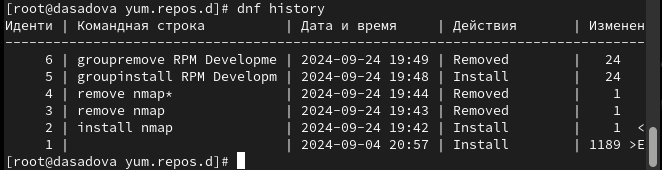 [root@dasadova yum.repos.d]# dnf history
Иденти | Командная строка | Дата и время | Действия | Изменен
--------------------------------------------------------------------------------
6 | groupremove RPM Developme | 2024-09-24 19:49 | Removed | 24
5 | groupinstall RPM Developm | 2024-09-24 19:48 | Install | 24
4 | remove nmap* | 2024-09-24 19:44 | Removed | 1
3 | remove nmap | 2024-09-24 19:43 | Removed | 1
2 | install nmap | 2024-09-24 19:42 | Install | 1 <
1 | | 2024-09-04 20:57 | Install | 1189 >E
[root@dasadova yum.repos.d]#